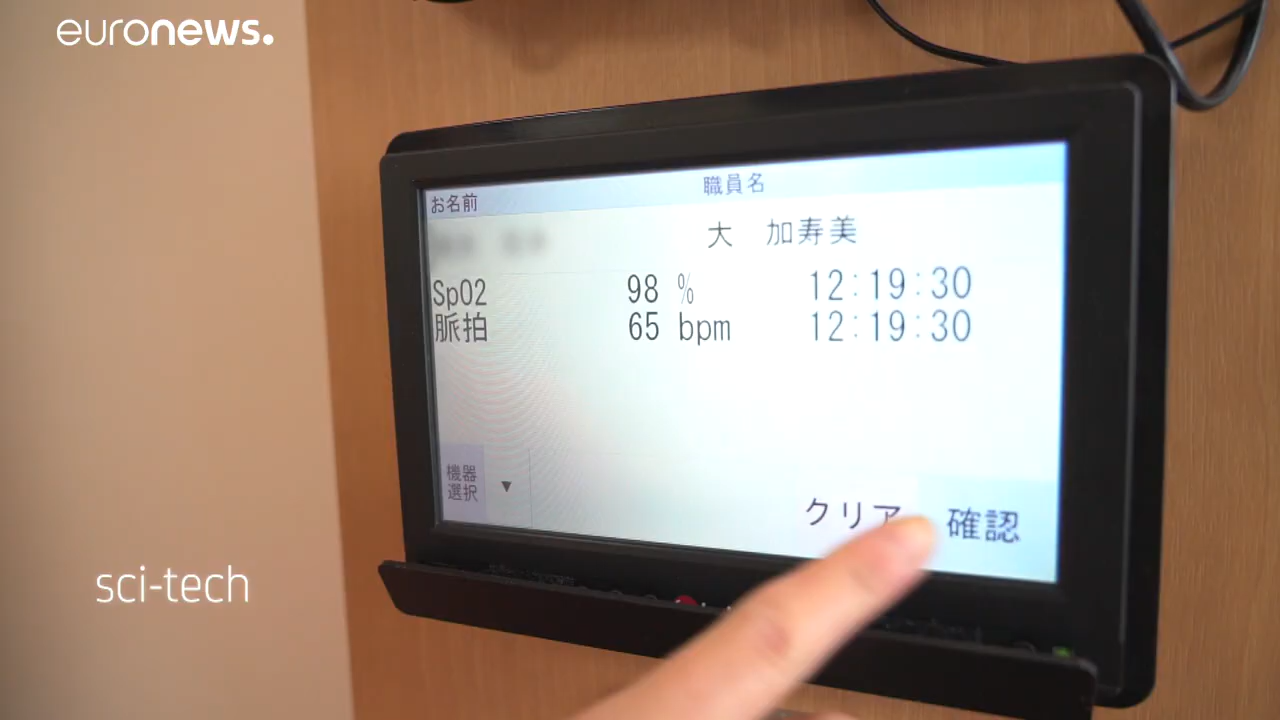 euronews.
職員名
お名前
大 加寿美
SpO2 98 % 12:19:30
脈拍 65 bpm 12:19:30
機器
選択 ▼
クリア 確認
sci-tech